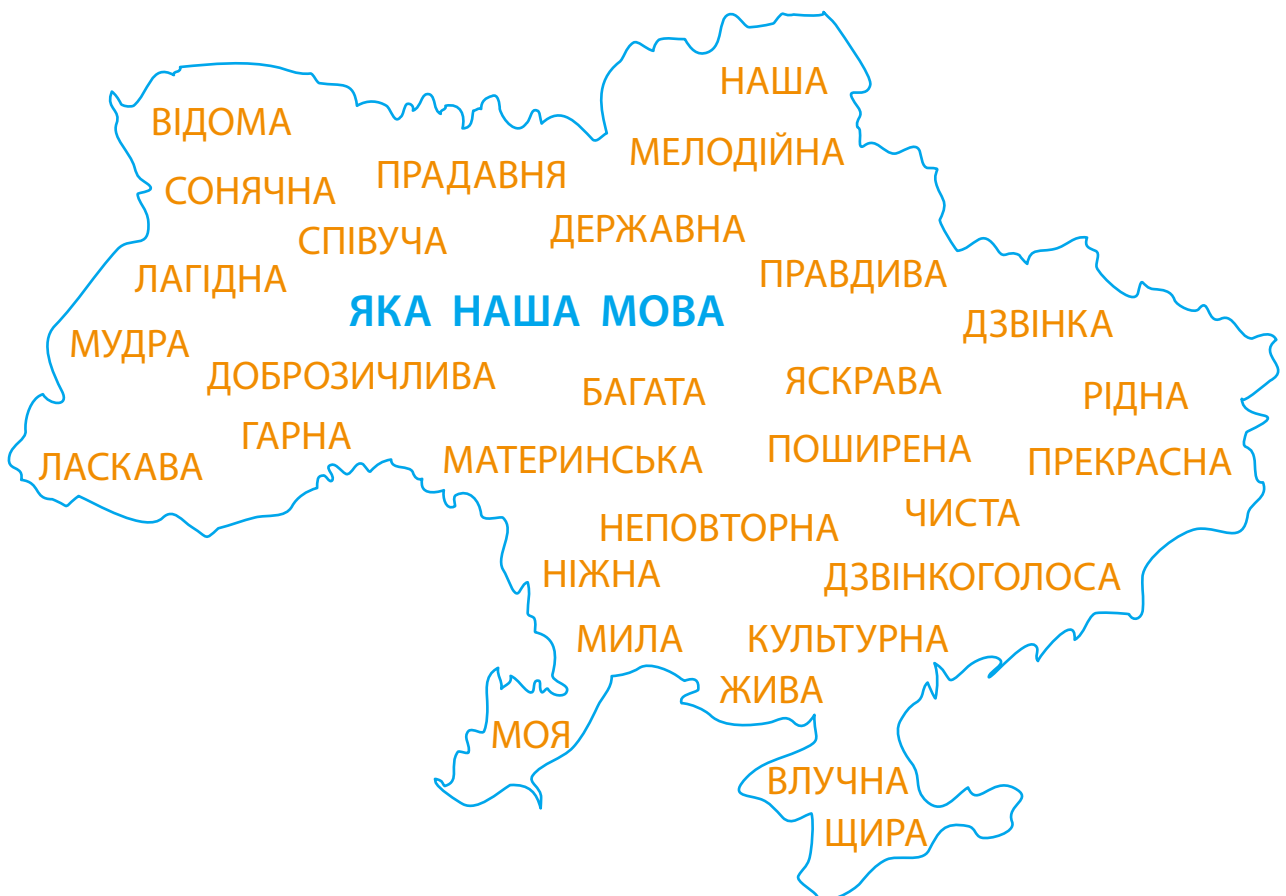 НАША
ВІДОМА
МЕЛОДІЙНА
ПРАДАВНЯ
СОНЯЧНА
ДЕРЖАВНА
СПІВУЧА
ПРАВДИВА
ЛАГІДНА
ЯКА НАША МОВА
ДЗВІНКА
МУДРА
ДОБРОЗИЧЛИВА
ЯСКРАВА
БАГАТА
РІДНА
ГАРНА
ПОШИРЕНА
МАТЕРИНСЬКА
ПРЕКРАСНА
ЛАСКАВА
ЧИСТА
НЕПОВТОРНА
НІЖНА
ДЗВІНКОГОЛОСА
МИЛА
КУЛЬТУРНА
ЖИВА
МОЯ
ВЛУЧНА
ЩИРА